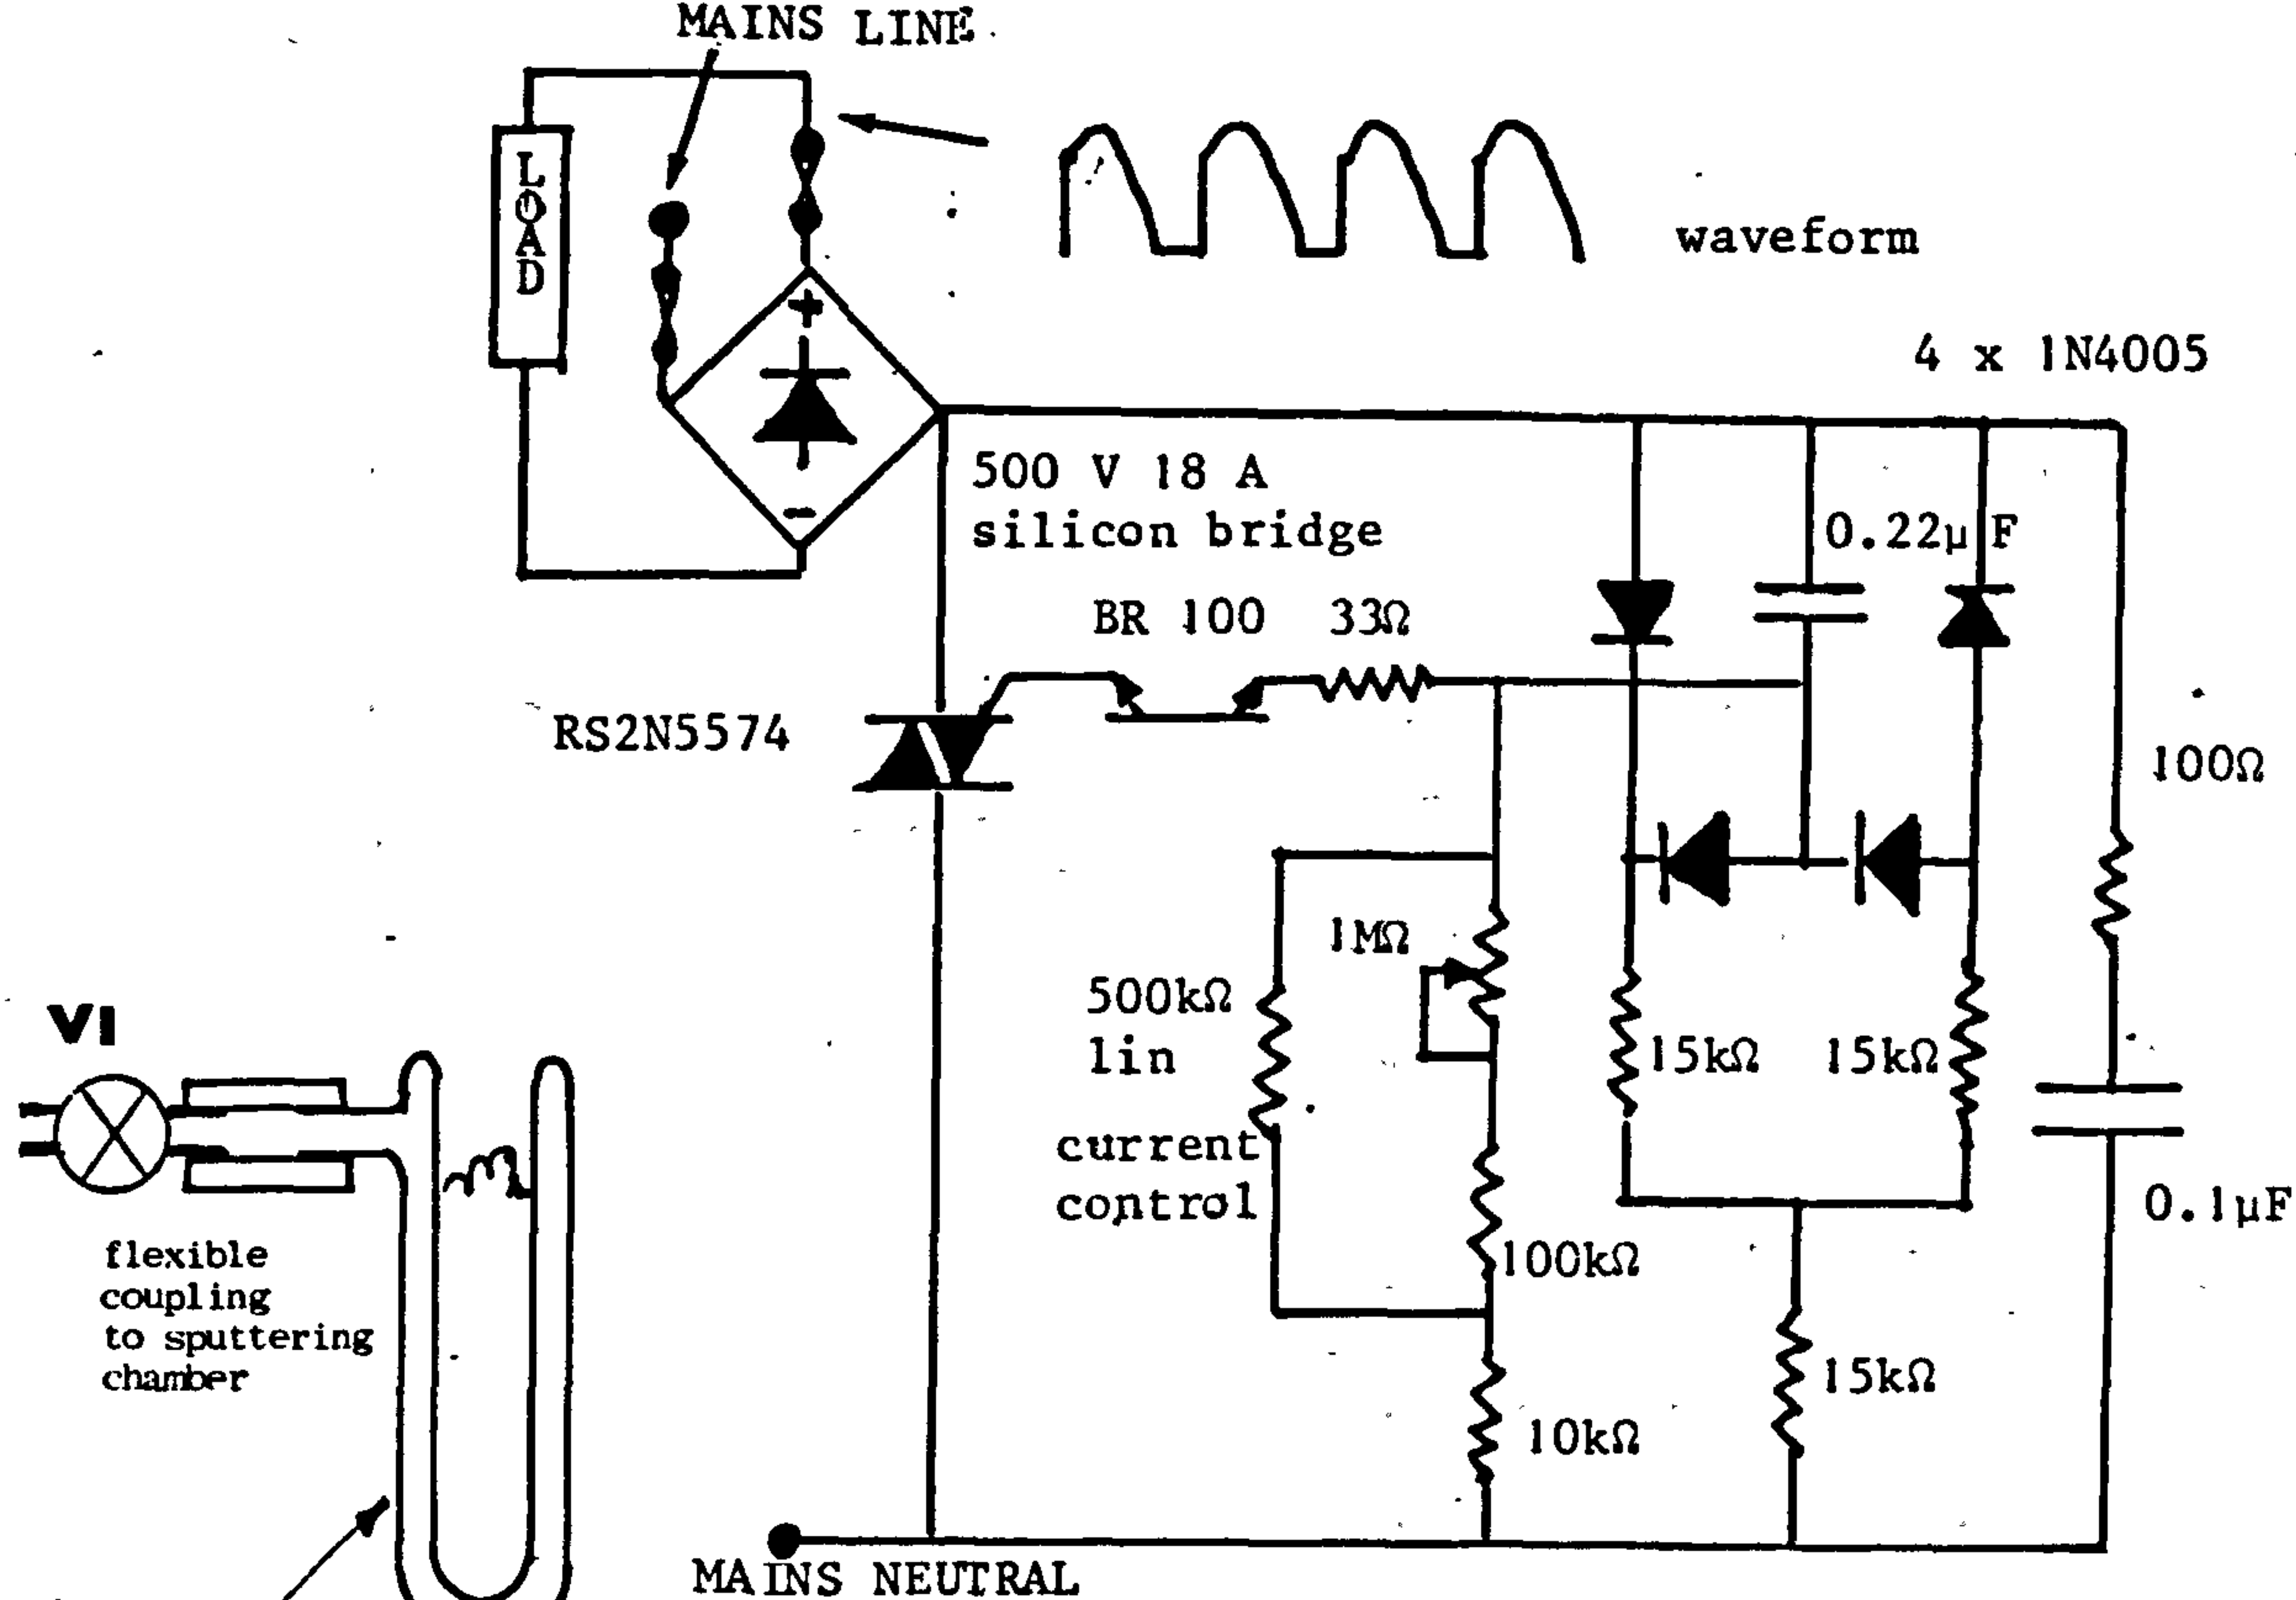 MAINS LINE
LOAD
+
-
waveform
4 x 1N4005
500 V 18 A
silicon bridge
0.22µF
BR 100 33Ω
RS2N5574
100Ω
1MΩ
500kΩ
lin
current
control
15kΩ 15kΩ
V1
0.1µF
100kΩ
flexible
coupling
to sputtering
chamber
15kΩ
10kΩ
MAINS NEUTRAL